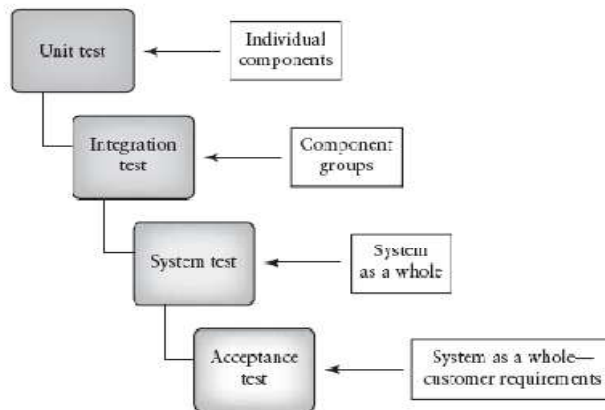 Unit test
Individual
components
Integration
test
Component
groups
System test
System
as a whole
Acceptance
test
System as a whole—
customer requirements